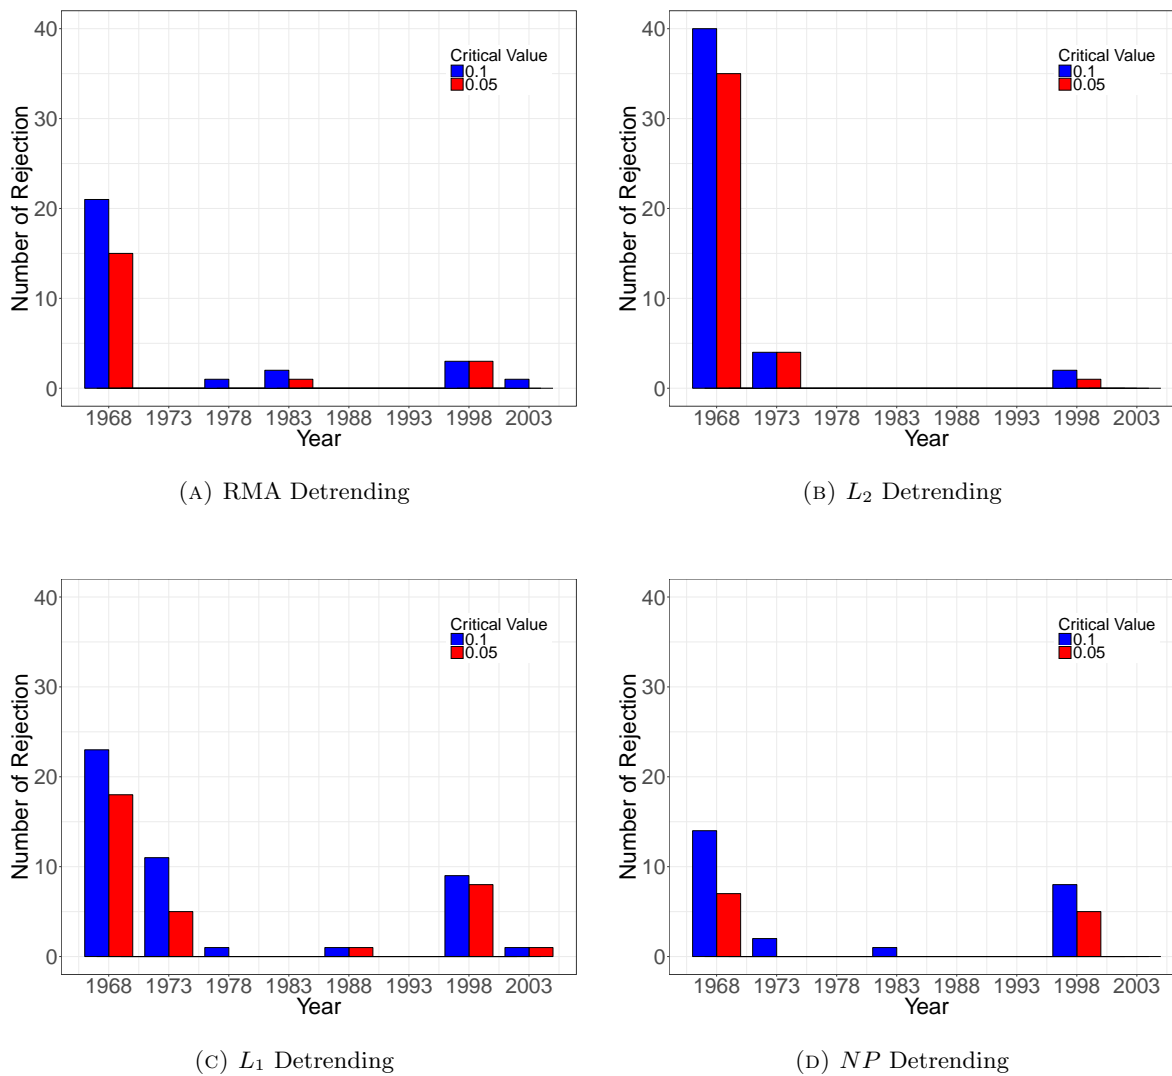 40
30
20
10
0
Number of Rejection
Critical Value
0.1
0.05
1968 1973 1978 1983 1988 1993 1998 2003
Year
(A) RMA Detrending
40
30
20
10
0
Number of Rejection
Critical Value
0.1
0.05
1968 1973 1978 1983 1988 1993 1998 2003
Year
(B) L2 Detrending
40
30
20
10
0
Number of Rejection
Critical Value
0.1
0.05
1968 1973 1978 1983 1988 1993 1998 2003
Year
(C) L1 Detrending
40
30
20
10
0
Number of Rejection
Critical Value
0.1
0.05
1968 1973 1978 1983 1988 1993 1998 2003
Year
(D) NP Detrending